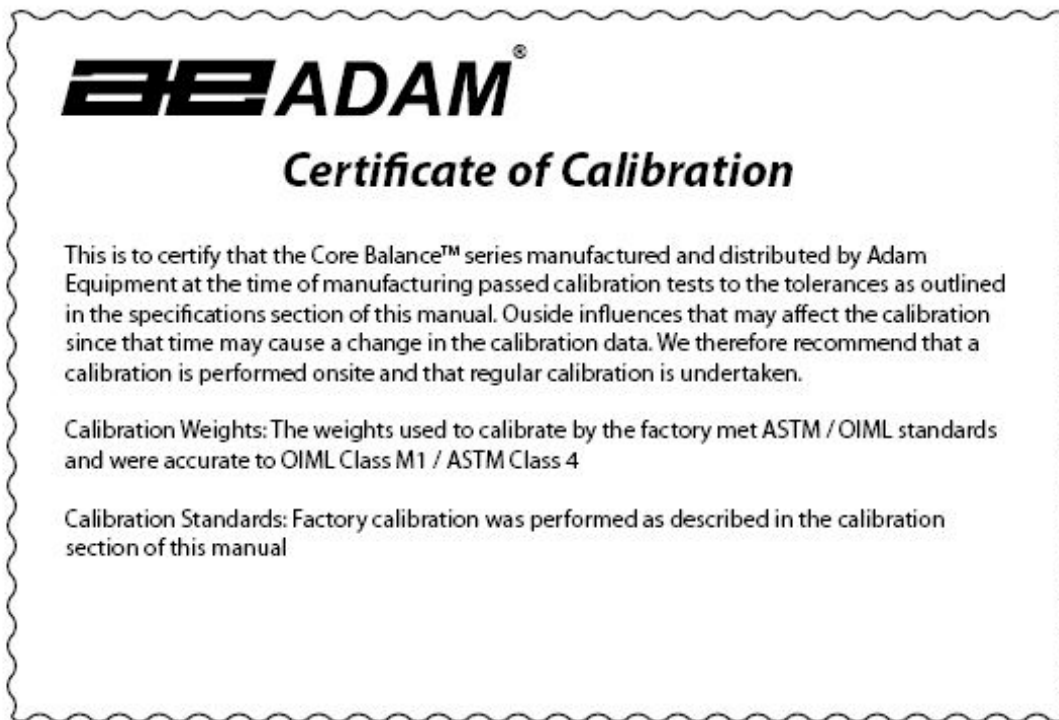 ae ADAM®
Certificate of Calibration
This is to certify that the Core Balance™ series manufactured and distributed by Adam
Equipment at the time of manufacturing passed calibration tests to the tolerances as outlined
in the specifications section of this manual. Ouside influences that may affect the calibration
since that time may cause a change in the calibration data. We therefore recommend that a
calibration is performed onsite and that regular calibration is undertaken.
Calibration Weights: The weights used to calibrate by the factory met ASTM / OIML standards
and were accurate to OIML Class M1 / ASTM Class 4
Calibration Standards: Factory calibration was performed as described in the calibration
section of this manual